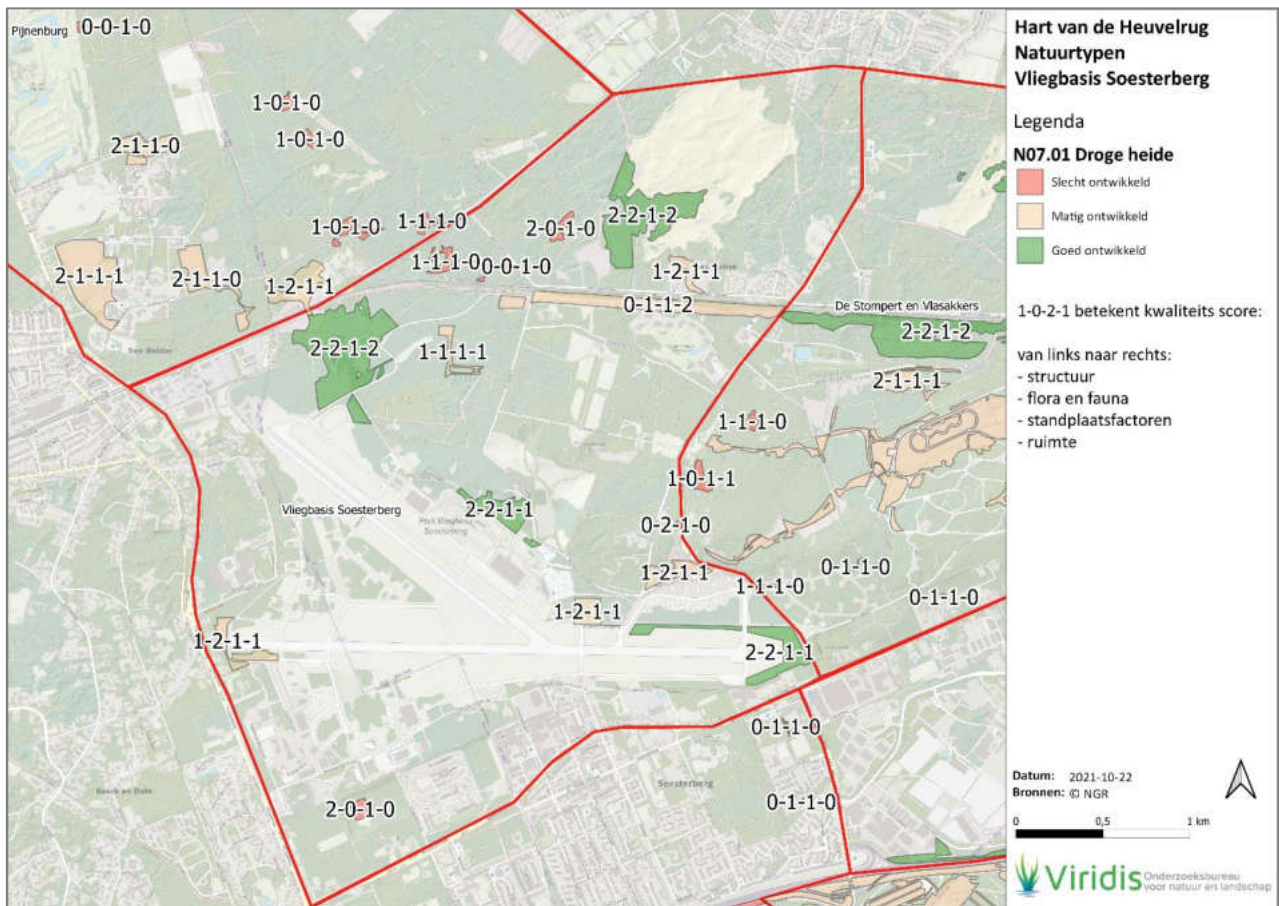 Pijnenburg
0-0-1-0
1-0-1-0
1-0-1-0
2-1-1-0
1-0-1-0
1-1-1-0
2-0-1-0
2-2-1-2
1-1-1-0
0-0-1-0
2-1-1-1
2-1-1-0
1-2-1-1
1-2-1-1
0-1-1-2
De Stompert en Vlasakkers
2-2-1-2
2-2-1-2
1-1-1-1
Den Dolder
2-1-1-1
1-1-1-0
1-0-1-1
Vliegbasis Soesterberg
2-2-1-1
Park Vliegbasis
Soesterberg
0-2-1-0
1-2-1-1
1-1-1-0
0-1-1-0
0-1-1-0
1-2-1-1
1-2-1-1
2-2-1-1
0-1-1-0
Soesterberg
Bosch en Duin
2-0-1-0
0-1-1-0
Hart van de Heuvelrug
Natuurtypen
Vliegbasis Soesterberg
Legenda
N07.01 Droge heide
Slecht ontwikkeld
Matig ontwikkeld
Goed ontwikkeld
1-0-2-1 betekent kwaliteits score:
van links naar rechts:
- structuur
- flora en fauna
- standplaatsfactoren
- ruimte
Datum: 2021-10-22
Bronnen: © NGR
0 0,5 1 km
Viridis Onderzoeksbureau
voor natuur en landschap